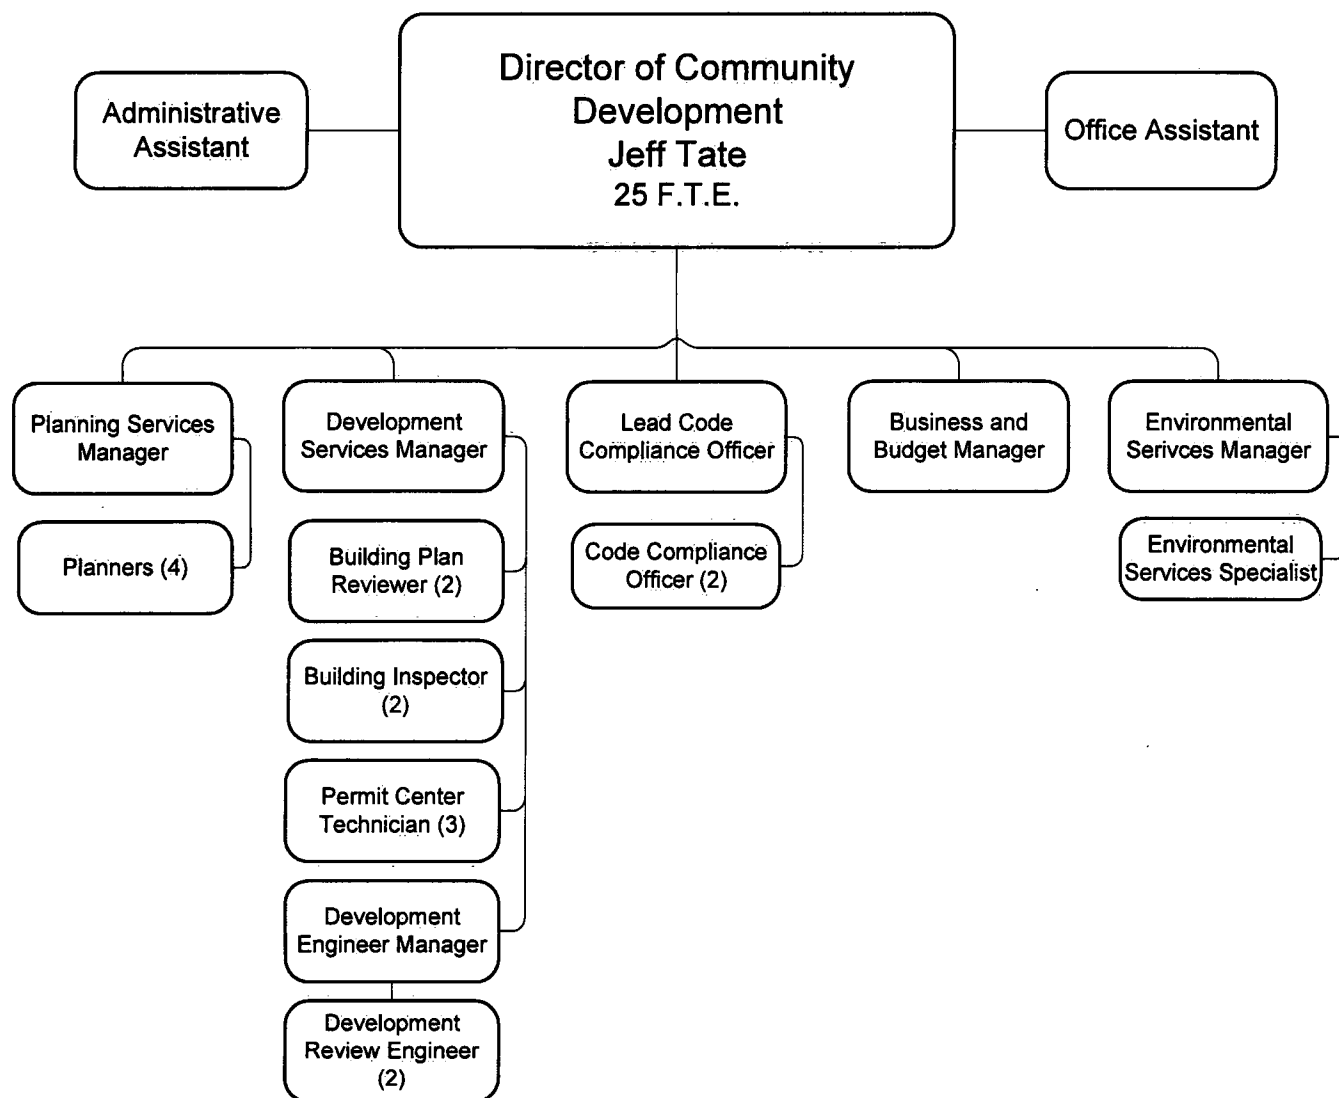 Director of Community
Development
Jeff Tate
25 F.T.E.
Administrative
Assistant
Office Assistant
Planning Services
Manager
Planners (4)
Development
Services Manager
Building Plan
Reviewer (2)
Building Inspector
(2)
Permit Center
Technician (3)
Development
Engineer Manager
Development
Review Engineer
(2)
Lead Code
Compliance Officer
Code Compliance
Officer (2)
Business and
Budget Manager
Environmental
Serivces Manager
Environmental
Services Specialist